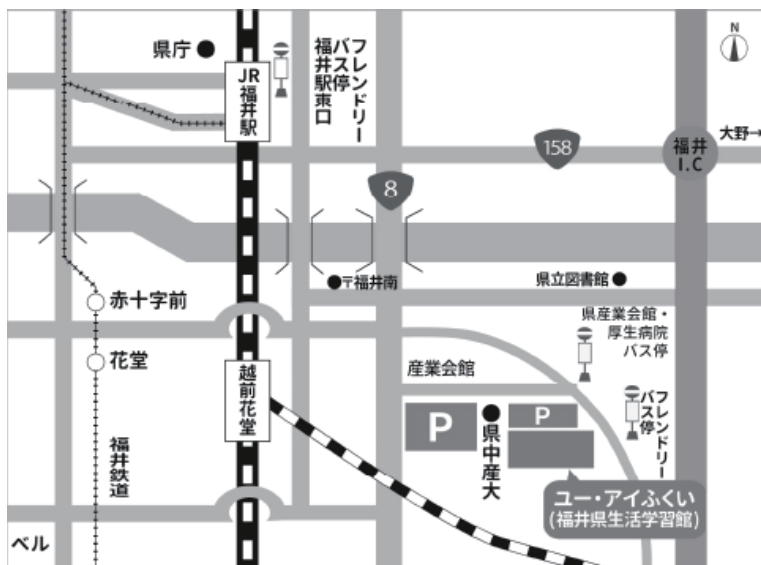 県庁
JR福井駅
フレンドリー
バス停
福井駅東口
N
158
大野→
福井
I.C
8
〒福井南
県立図書館
赤十字前
花堂
県産業会館・
厚生病院
バス停
産業会館
越前花堂
フレンドリー
バス停
P
県中産大
P
福井鉄道
ユー・アイふくい
(福井県生活学習館)
ベル